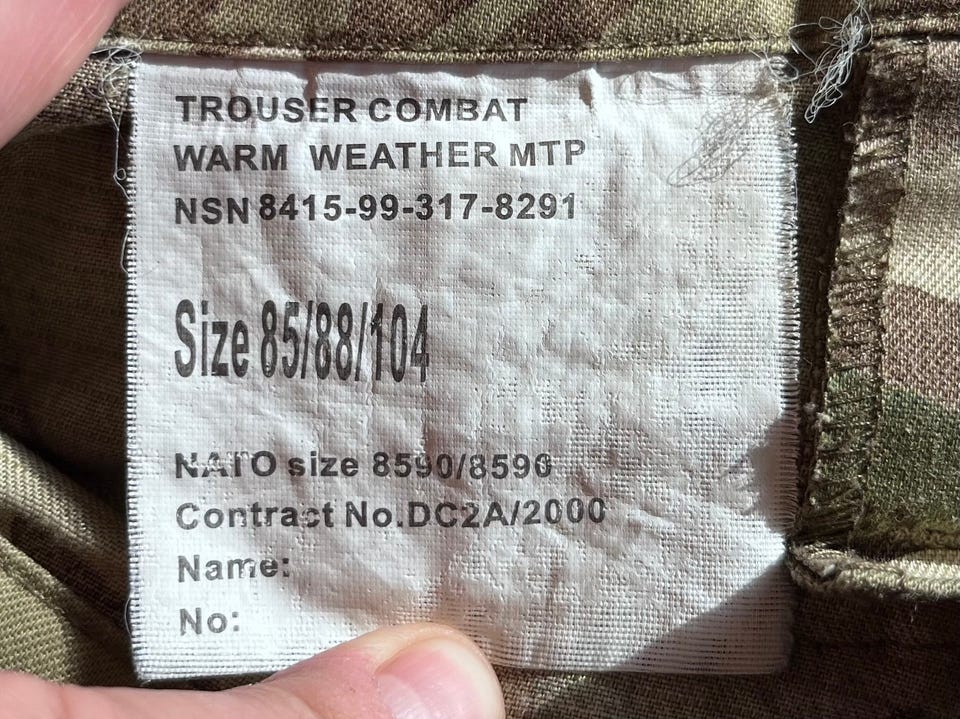 TROUSER COMBAT
WARM WEATHER MTP
NSN 8415-99-317-8291
Size 85/88/104
NATO size 8590/8590
Contract No.DC2A/2000
Name:
No: